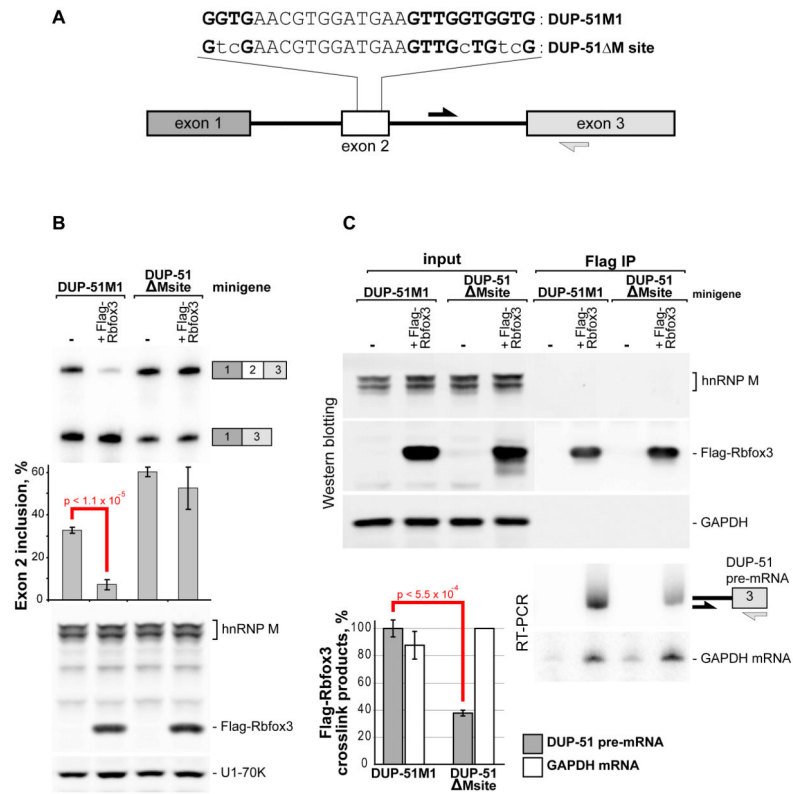 A
GGTGAACGTGGATGAAGTTGGTGGTG : DUP-51M1
GtcGAACGTGGATGAAGTTGcTGtcG : DUP-51ΔM site
exon 1
exon 2
exon 3
B
DUP-51M1
DUP-51 ΔMsite
minigene
-
+ Flag-Rbfox3
-
+ Flag-Rbfox3
1 2 3
1 3
Exon 2 inclusion, %
60
40
20
0
p < 1.1 x 10⁻⁵
hnRNP M
- Flag-Rbfox3
- U1-70K
C
input
Flag IP
DUP-51M1
DUP-51 ΔMsite
DUP-51M1
DUP-51 ΔMsite
minigene
-
+ Flag-Rbfox3
-
+ Flag-Rbfox3
-
+ Flag-Rbfox3
-
+ Flag-Rbfox3
Western blotting
hnRNP M
- Flag-Rbfox3
- GAPDH
RT-PCR
DUP-51 pre-mRNA
3
- GAPDH mRNA
Flag-Rbfox3 crosslink products, %
p < 5.5 x 10⁻⁴
100
80
60
40
20
0
DUP-51M1
DUP-51 ΔMsite
DUP-51 pre-mRNA
GAPDH mRNA